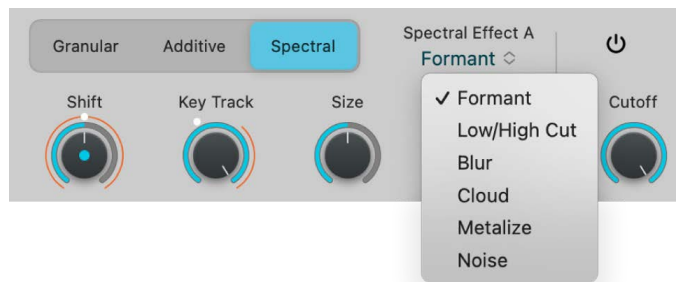 Granular Additive Spectral
Spectral Effect A
Formant
Shift Key Track Size Cutoff
✓ Formant
Low/High Cut
Blur
Cloud
Metalize
Noise